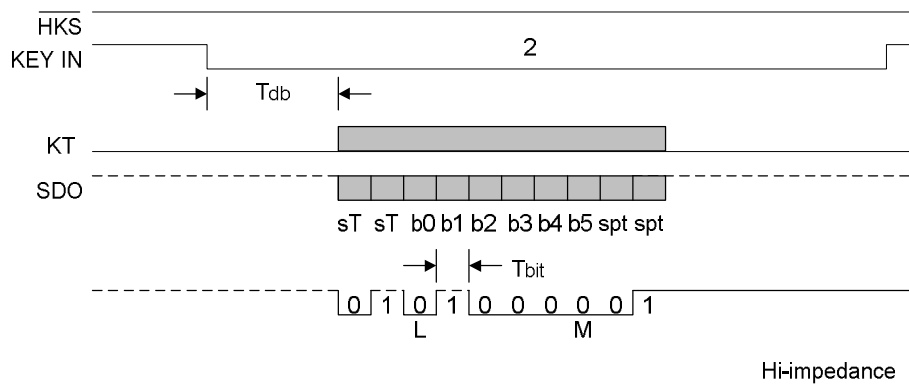 HKS
KEY IN
2
Tdb
KT
SDO
sT sT b0 b1 b2 b3 b4 b5 spt spt
Tbit
0 1 0 1 0 0 0 0 0 1
L M
Hi-impedance